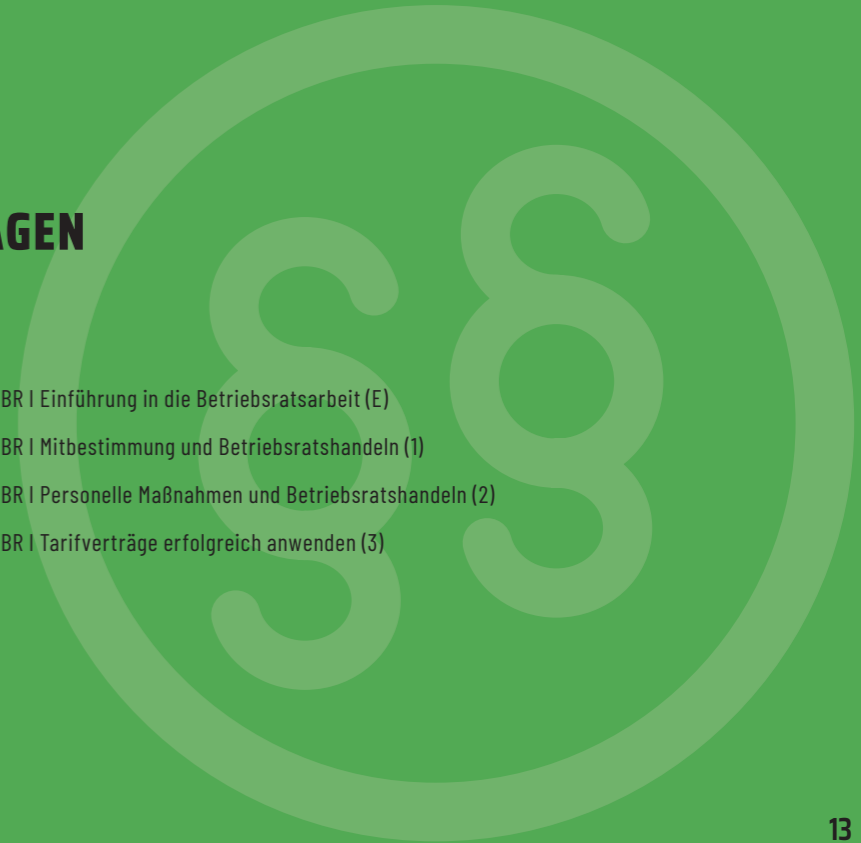 AGEN
BR I Einführung in die Betriebsratsarbeit (E)
BR I Mitbestimmung und Betriebsratshandeln (1)
BR I Personelle Maßnahmen und Betriebsratshandeln (2)
BR I Tarifverträge erfolgreich anwenden (3)
§§
13